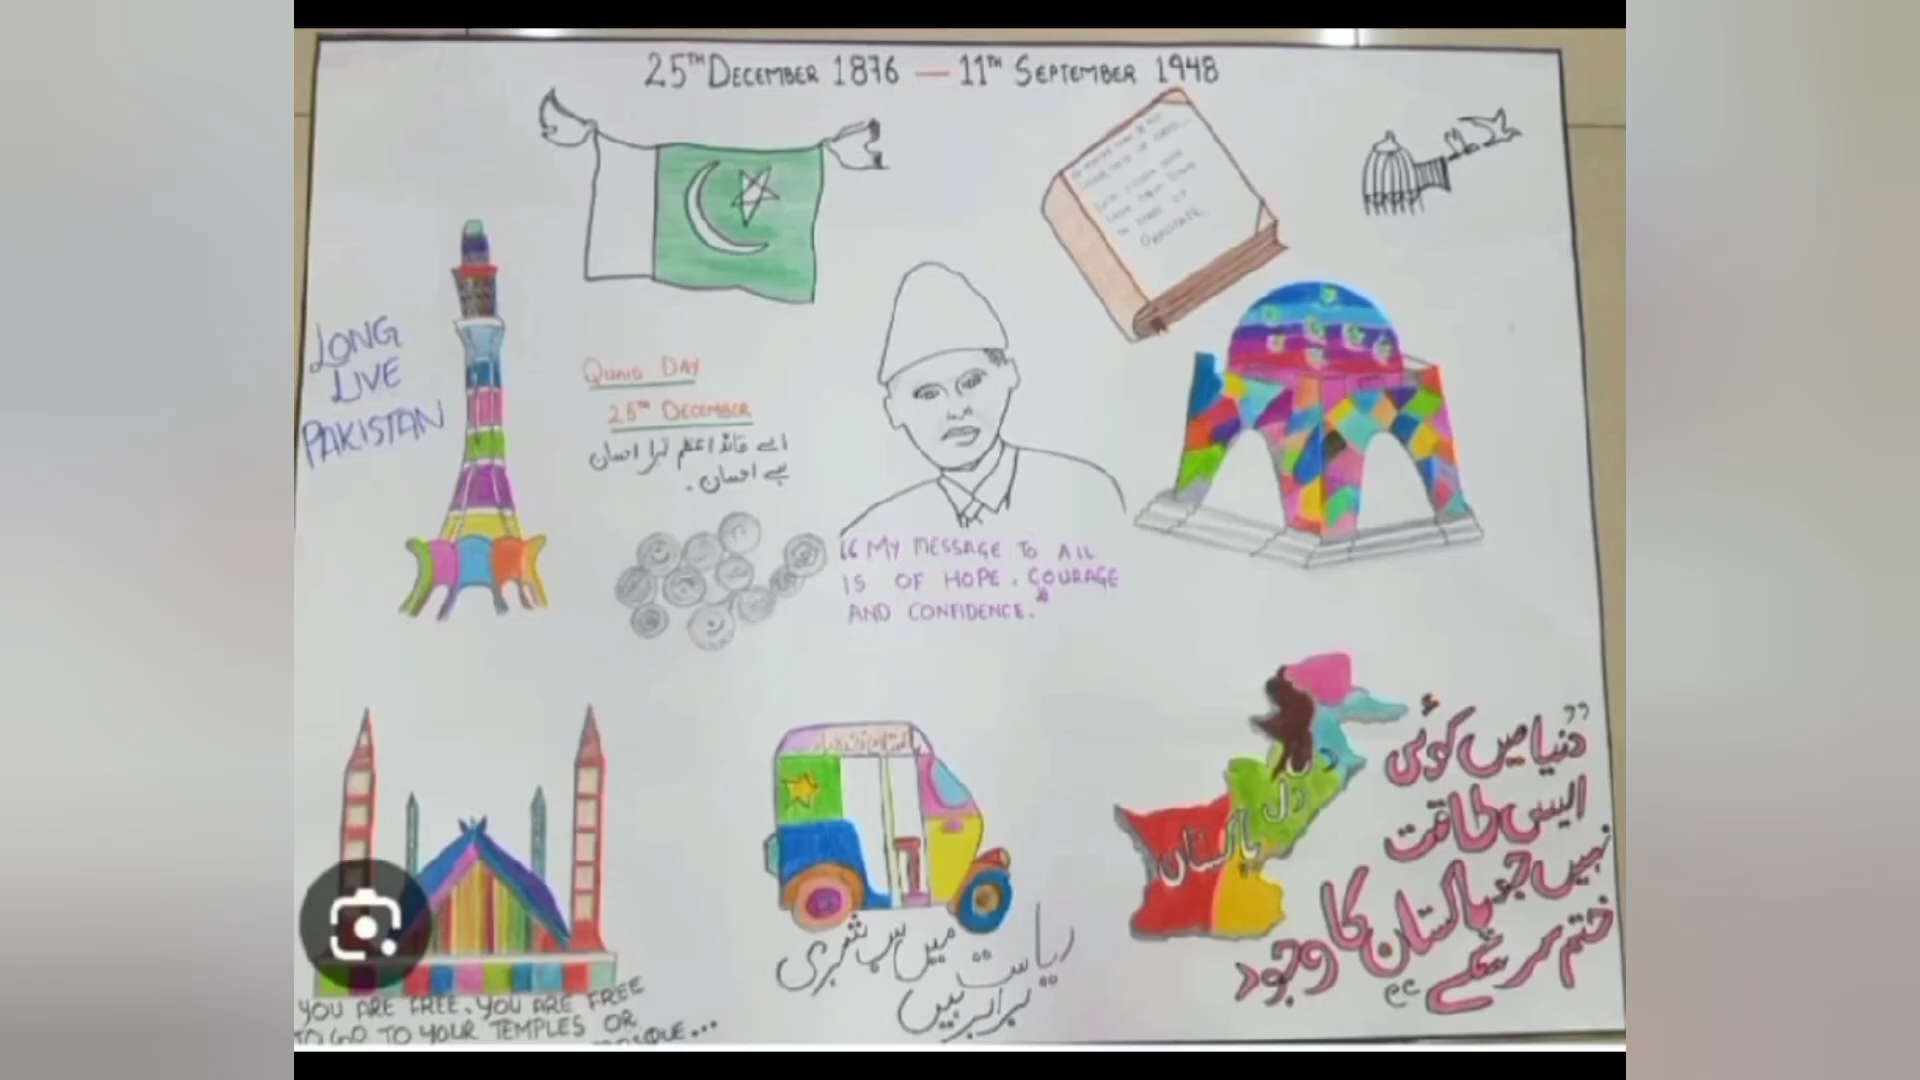 25TH DECEMBER 1876 — 11TH SEPTEMBER 1948
LONG
LIVE
PAKISTAN
QUAID DAY
25TH DECEMBER
اے قائد اعظم تیرا احسان
ہے احسان ۔
"MY MESSAGE TO ALL
IS OF HOPE, COURAGE
AND CONFIDENCE."
PAKISTAN
YOU ARE FREE. YOU ARE FREE
TO GO TO YOUR TEMPLES OR
MOSQUE...
ریاست میں سب شہری
برابر ہیں
دل
پاکستان
"دنیا میں کوئی
ایسی طاقت
نہیں جو پاکستان کا وجود
ختم کر سکے"